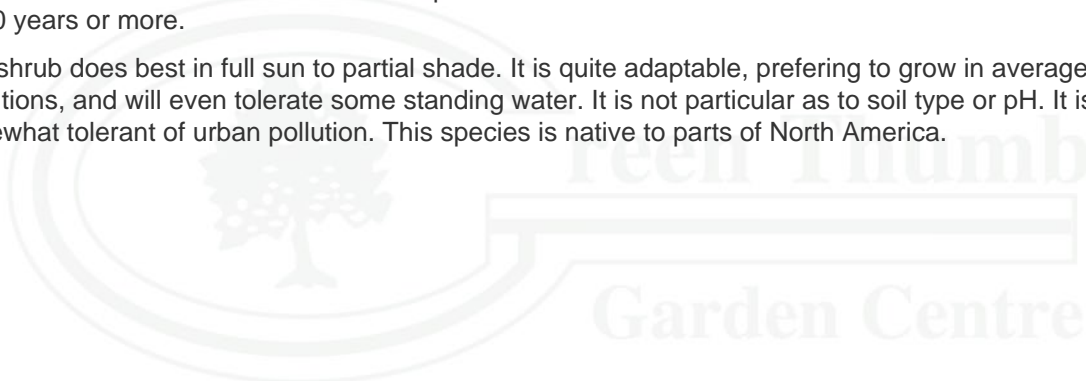 0 years or more.
shrub does best in full sun to partial shade. It is quite adaptable, prefering to grow in average
tions, and will even tolerate some standing water. It is not particular as to soil type or pH. It is
ewhat tolerant of urban pollution. This species is native to parts of North America.
reen Thumb
Garden Centre